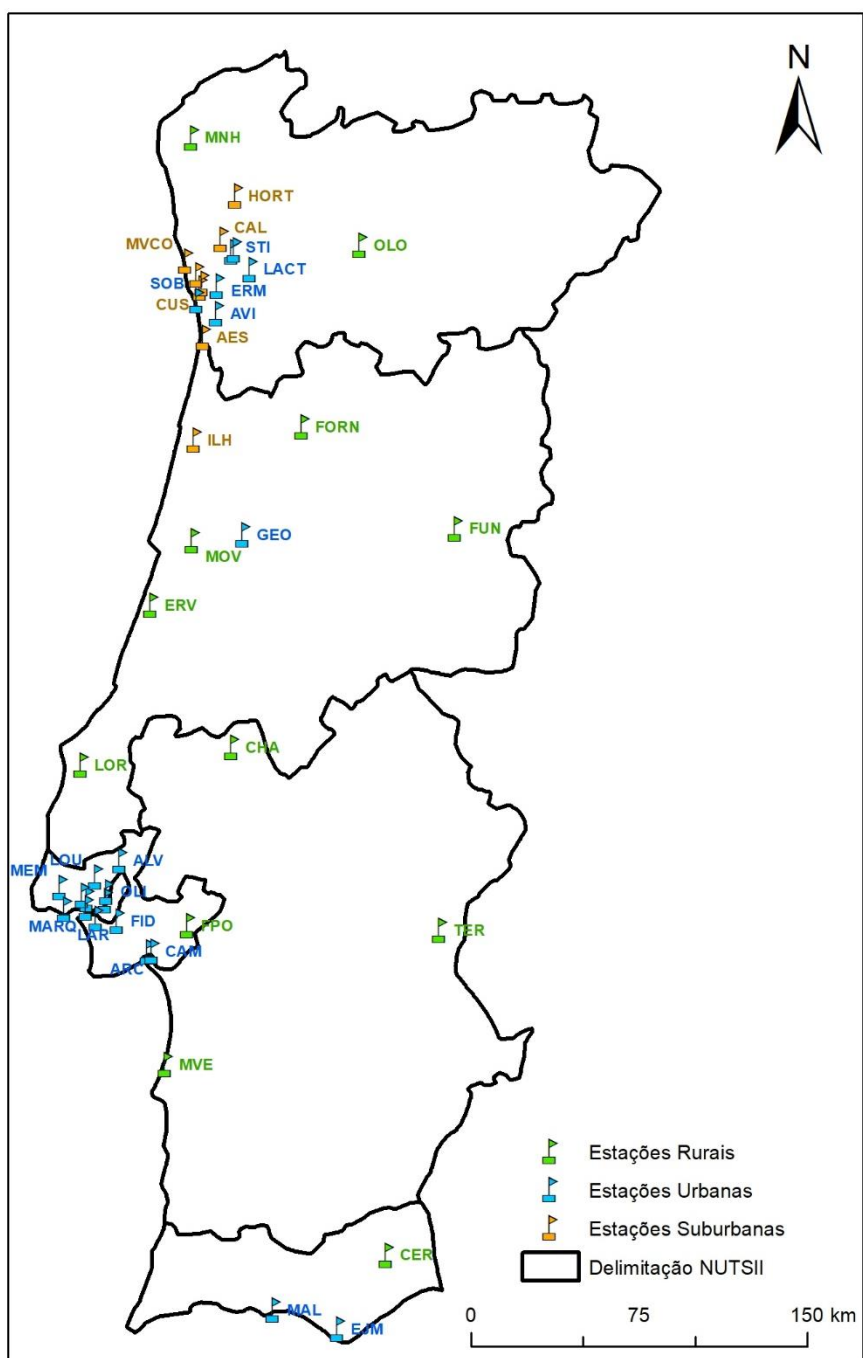 N
MNH
HORT
CAL
MVCO
STI
OLO
LACT
SOB
ERM
CUS
AVI
AES
FORN
ILH
FUN
GEO
MOV
ERV
CHA
LOR
LOU
ALV
MEM
OLI
MARQ
FID
FPO
TER
LAR
CAM
ARC
MVE
Estações Rurais
Estações Urbanas
Estações Suburbanas
CER
Delimitação NUTSII
MAL
EJM
0 75 150 km